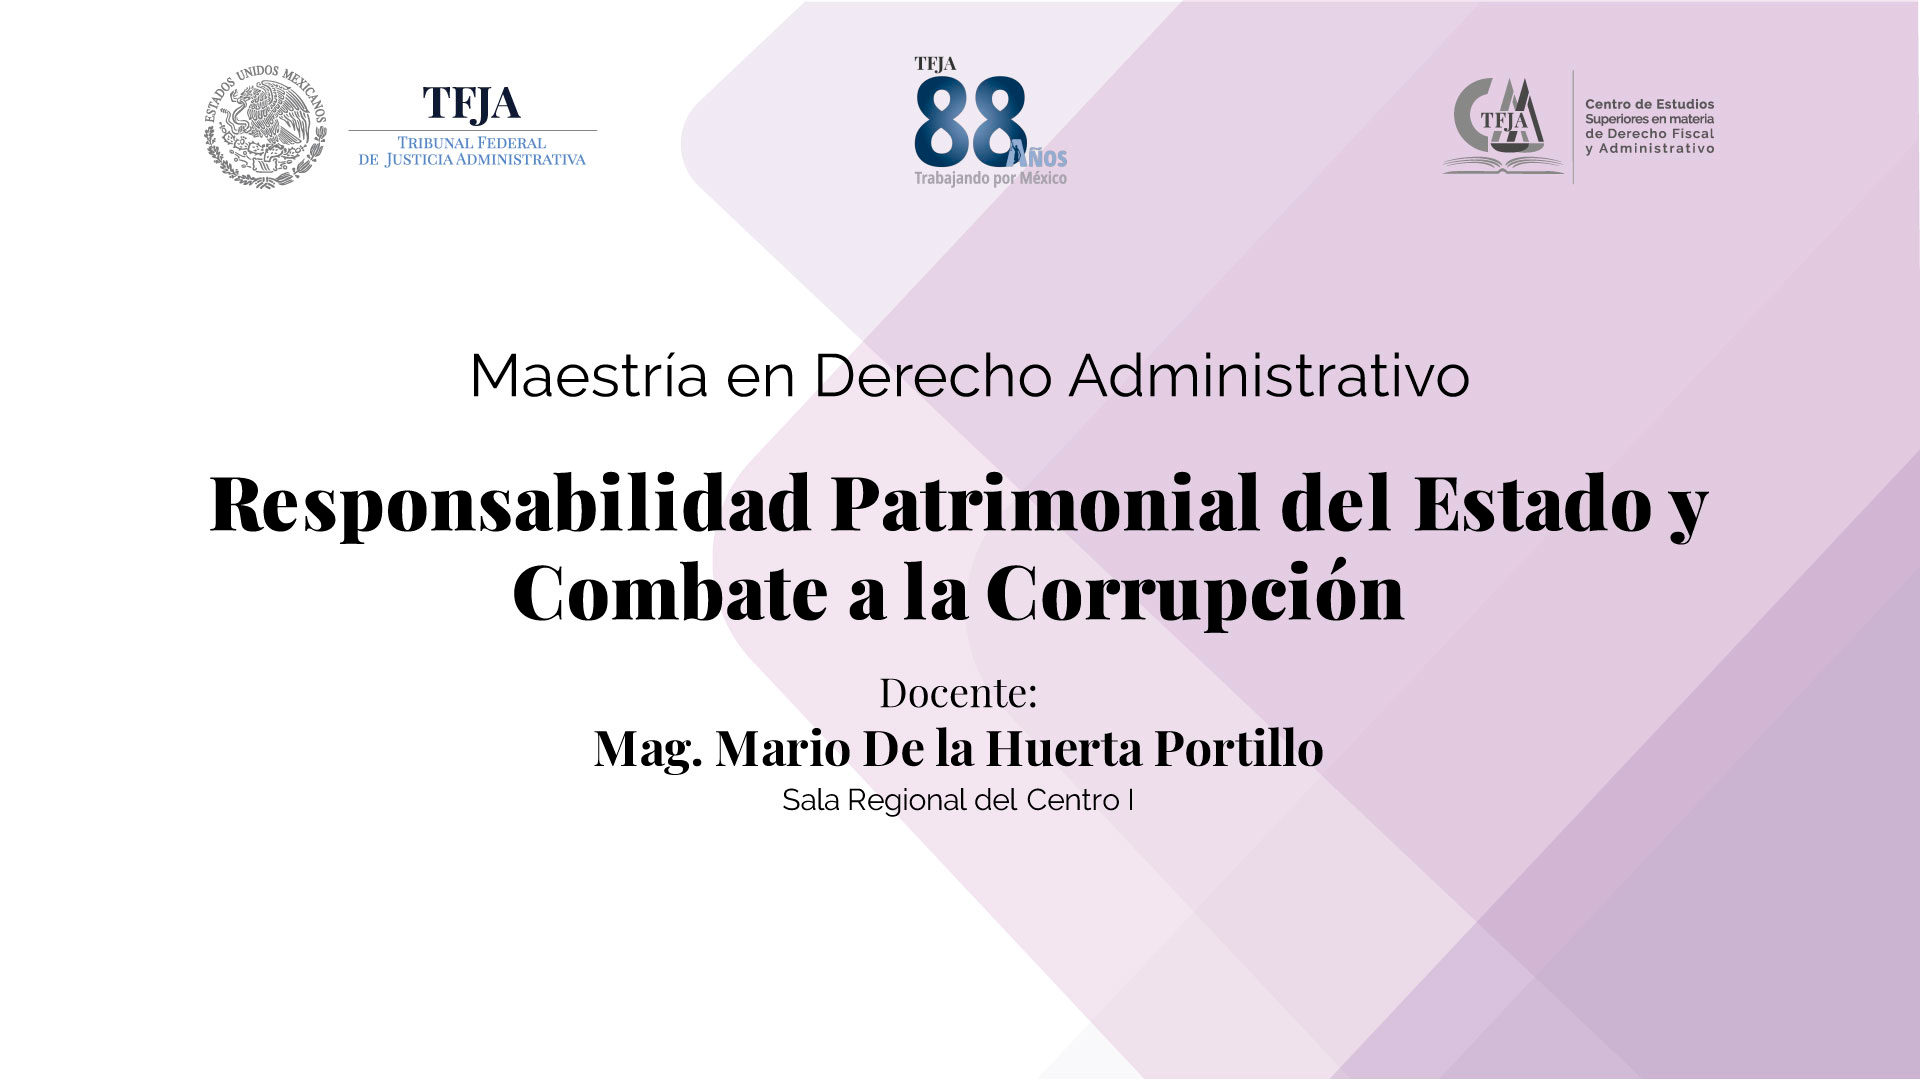 ESTADOS UNIDOS MEXICANOS
TFJA
TRIBUNAL FEDERAL
DE JUSTICIA ADMINISTRATIVA
TFJA
88
AÑOS
Trabajando por México
TFJA
Centro de Estudios
Superiores en materia
de Derecho Fiscal
y Administrativo
Maestría en Derecho Administrativo
Responsabilidad Patrimonial del Estado y
Combate a la Corrupción
Docente:
Mag. Mario De la Huerta Portillo
Sala Regional del Centro I